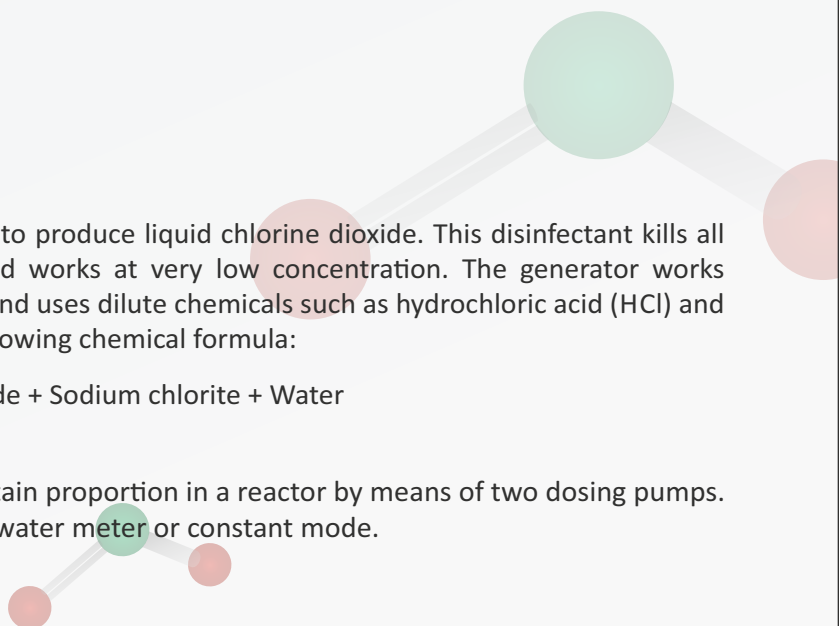 to produce liquid chlorine dioxide. This disinfectant kills all
d works at very low concentration. The generator works
nd uses dilute chemicals such as hydrochloric acid (HCl) and
owing chemical formula:
de + Sodium chlorite + Water
tain proportion in a reactor by means of two dosing pumps.
water meter or constant mode.